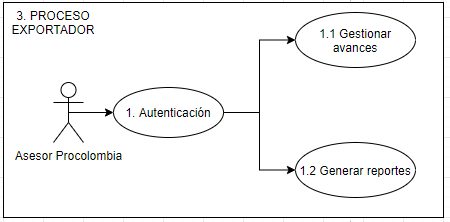 3. PROCESO
EXPORTADOR
1.1 Gestionar
avances
1. Autenticación
Asesor Procolombia
1.2 Generar reportes